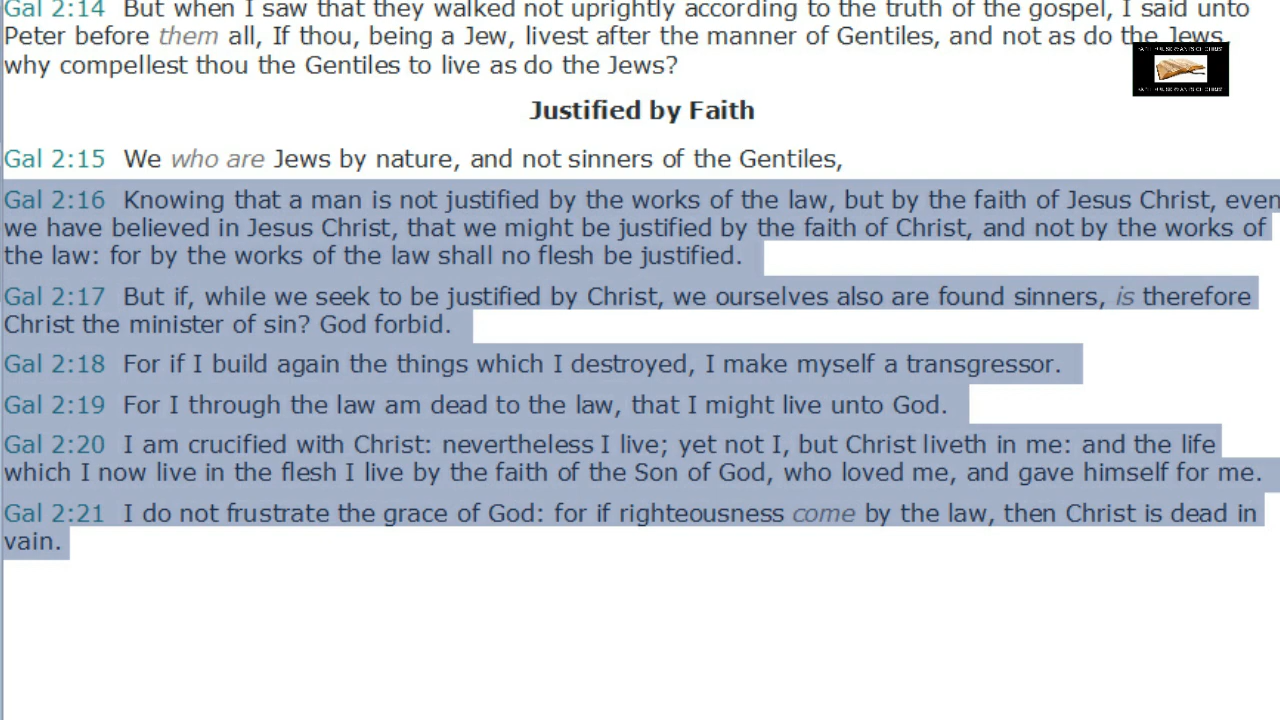 Gal 2:14 But when I saw that they walked not uprightly according to the truth of the gospel, I said unto
Peter before them all, If thou, being a Jew, livest after the manner of Gentiles, and not as do the Jews,
why compellest thou the Gentiles to live as do the Jews?
Justified by Faith
Gal 2:15 We who are Jews by nature, and not sinners of the Gentiles,
Gal 2:16 Knowing that a man is not justified by the works of the law, but by the faith of Jesus Christ, even
we have believed in Jesus Christ, that we might be justified by the faith of Christ, and not by the works of
the law: for by the works of the law shall no flesh be justified.
Gal 2:17 But if, while we seek to be justified by Christ, we ourselves also are found sinners, is therefore
Christ the minister of sin? God forbid.
Gal 2:18 For if I build again the things which I destroyed, I make myself a transgressor.
Gal 2:19 For I through the law am dead to the law, that I might live unto God.
Gal 2:20 I am crucified with Christ: nevertheless I live; yet not I, but Christ liveth in me: and the life
which I now live in the flesh I live by the faith of the Son of God, who loved me, and gave himself for me.
Gal 2:21 I do not frustrate the grace of God: for if righteousness come by the law, then Christ is dead in
vain.